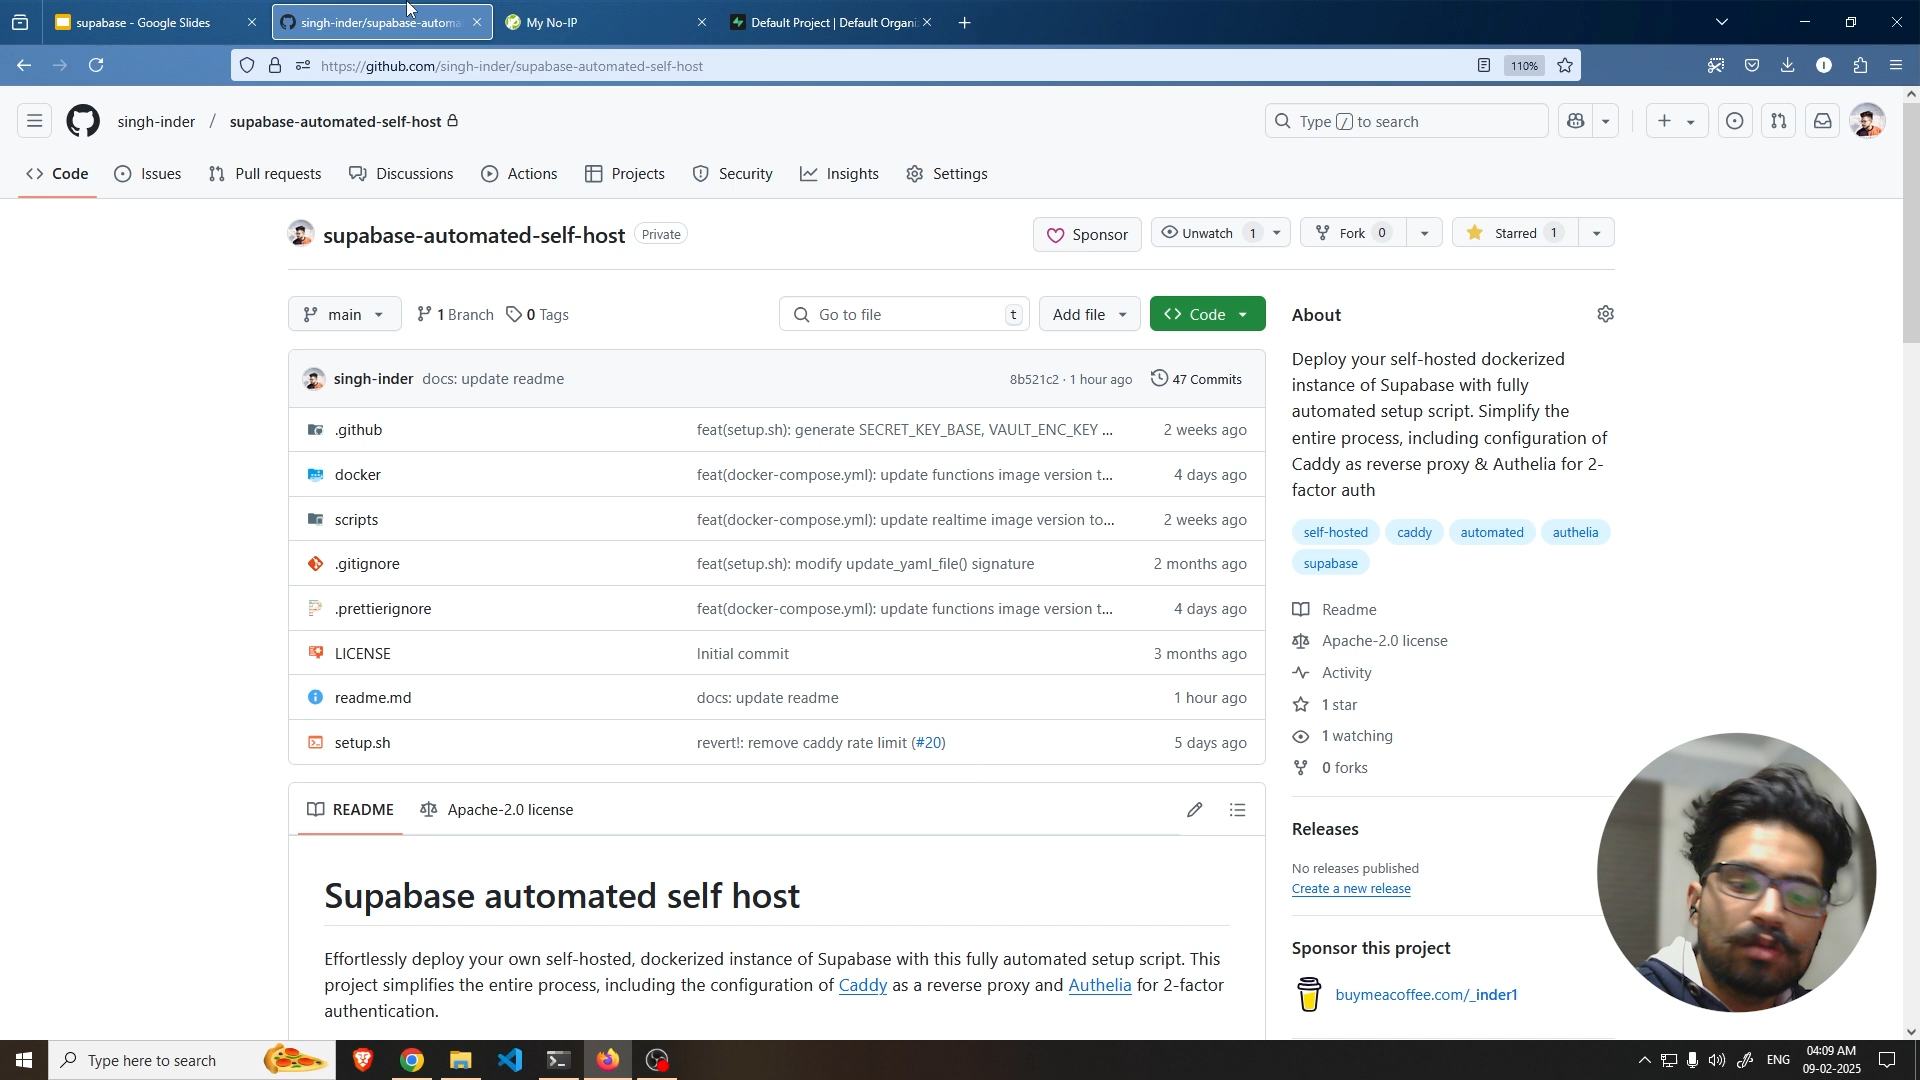 supabase - Google Slides
singh-inder/supabase-automa
My No-IP
Default Project | Default Organi
https://github.com/singh-inder/supabase-automated-self-host
110%
singh-inder / supabase-automated-self-host
Type / to search
Code
Issues
Pull requests
Discussions
Actions
Projects
Security
Insights
Settings
supabase-automated-self-host
Private
Sponsor
Unwatch 1
Fork 0
Starred 1
main
1 Branch
0 Tags
Go to file
t
Add file
Code
singh-inder docs: update readme
8b521c2 · 1 hour ago
47 Commits
.github feat(setup.sh): generate SECRET_KEY_BASE, VAULT_ENC_KEY ... 2 weeks ago
docker feat(docker-compose.yml): update functions image version t... 4 days ago
scripts feat(docker-compose.yml): update realtime image version to... 2 weeks ago
.gitignore feat(setup.sh): modify update_yaml_file() signature 2 months ago
.prettierignore feat(docker-compose.yml): update functions image version t... 4 days ago
LICENSE Initial commit 3 months ago
readme.md docs: update readme 1 hour ago
setup.sh revert!: remove caddy rate limit (#20) 5 days ago
README
Apache-2.0 license
Supabase automated self host
Effortlessly deploy your own self-hosted, dockerized instance of Supabase with this fully automated setup script. This
project simplifies the entire process, including the configuration of Caddy as a reverse proxy and Authelia for 2-factor
authentication.
About
Deploy your self-hosted dockerized
instance of Supabase with fully
automated setup script. Simplify the
entire process, including configuration of
Caddy as reverse proxy & Authelia for 2-
factor auth
self-hosted caddy automated authelia
supabase
Readme
Apache-2.0 license
Activity
1 star
1 watching
0 forks
Releases
No releases published
Create a new release
Sponsor this project
buymeacoffee.com/_inder1
Type here to search
ENG
04:09 AM
09-02-2025